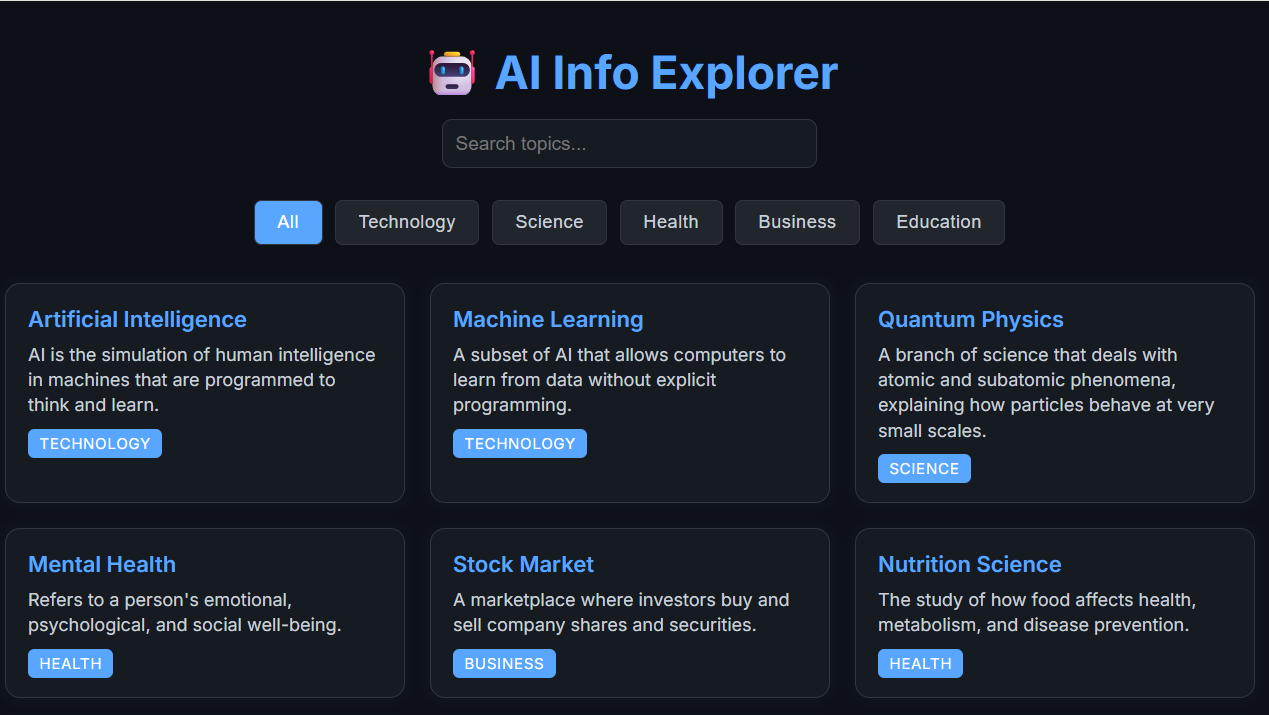 AI Info Explorer
Search topics...
All Technology Science Health Business Education
Artificial Intelligence
AI is the simulation of human intelligence
in machines that are programmed to
think and learn.
TECHNOLOGY
Machine Learning
A subset of AI that allows computers to
learn from data without explicit
programming.
TECHNOLOGY
Quantum Physics
A branch of science that deals with
atomic and subatomic phenomena,
explaining how particles behave at very
small scales.
SCIENCE
Mental Health
Refers to a person's emotional,
psychological, and social well-being.
HEALTH
Stock Market
A marketplace where investors buy and
sell company shares and securities.
BUSINESS
Nutrition Science
The study of how food affects health,
metabolism, and disease prevention.
HEALTH